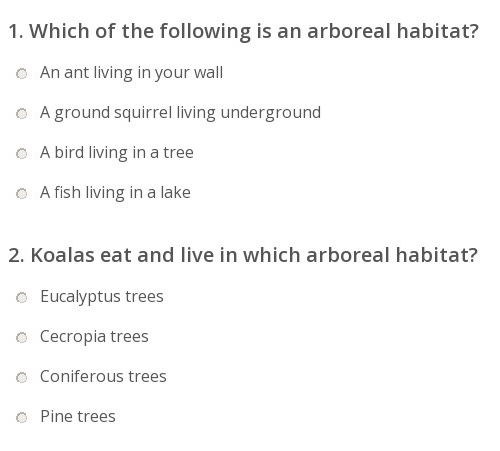 1. Which of the following is an arboreal habitat?
An ant living in your wall
A ground squirrel living underground
A bird living in a tree
A fish living in a lake
2. Koalas eat and live in which arboreal habitat?
Eucalyptus trees
Cecropia trees
Coniferous trees
Pine trees